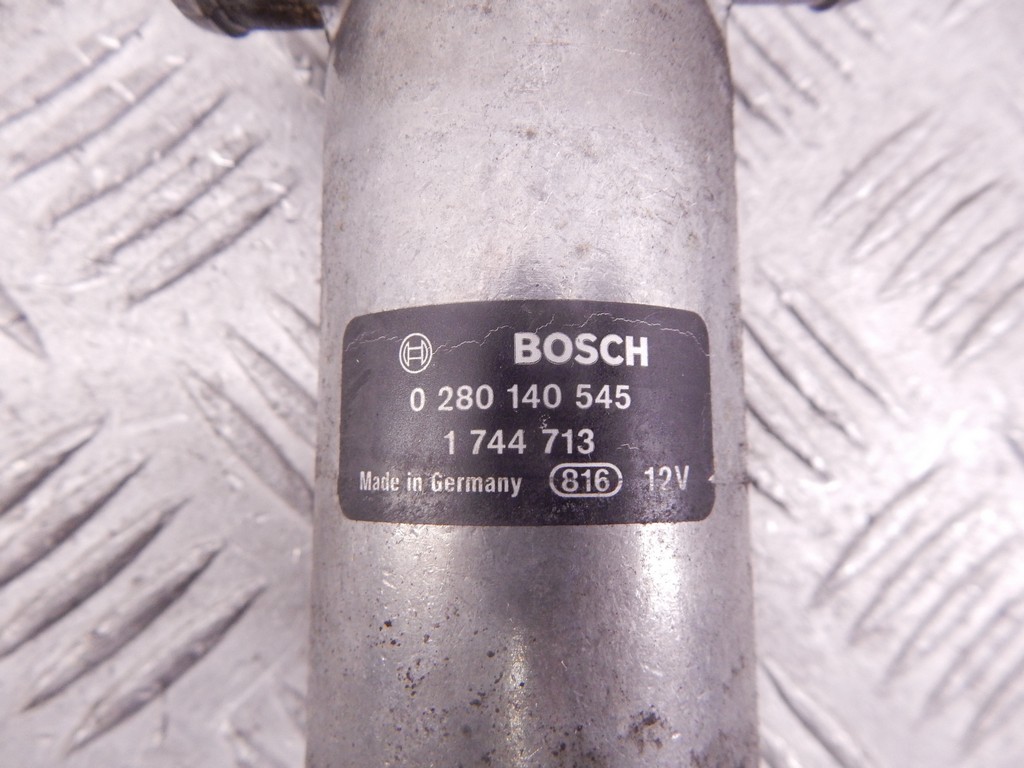 BOSCH
0 280 140 545
1 744 713
Made in Germany 816 12V